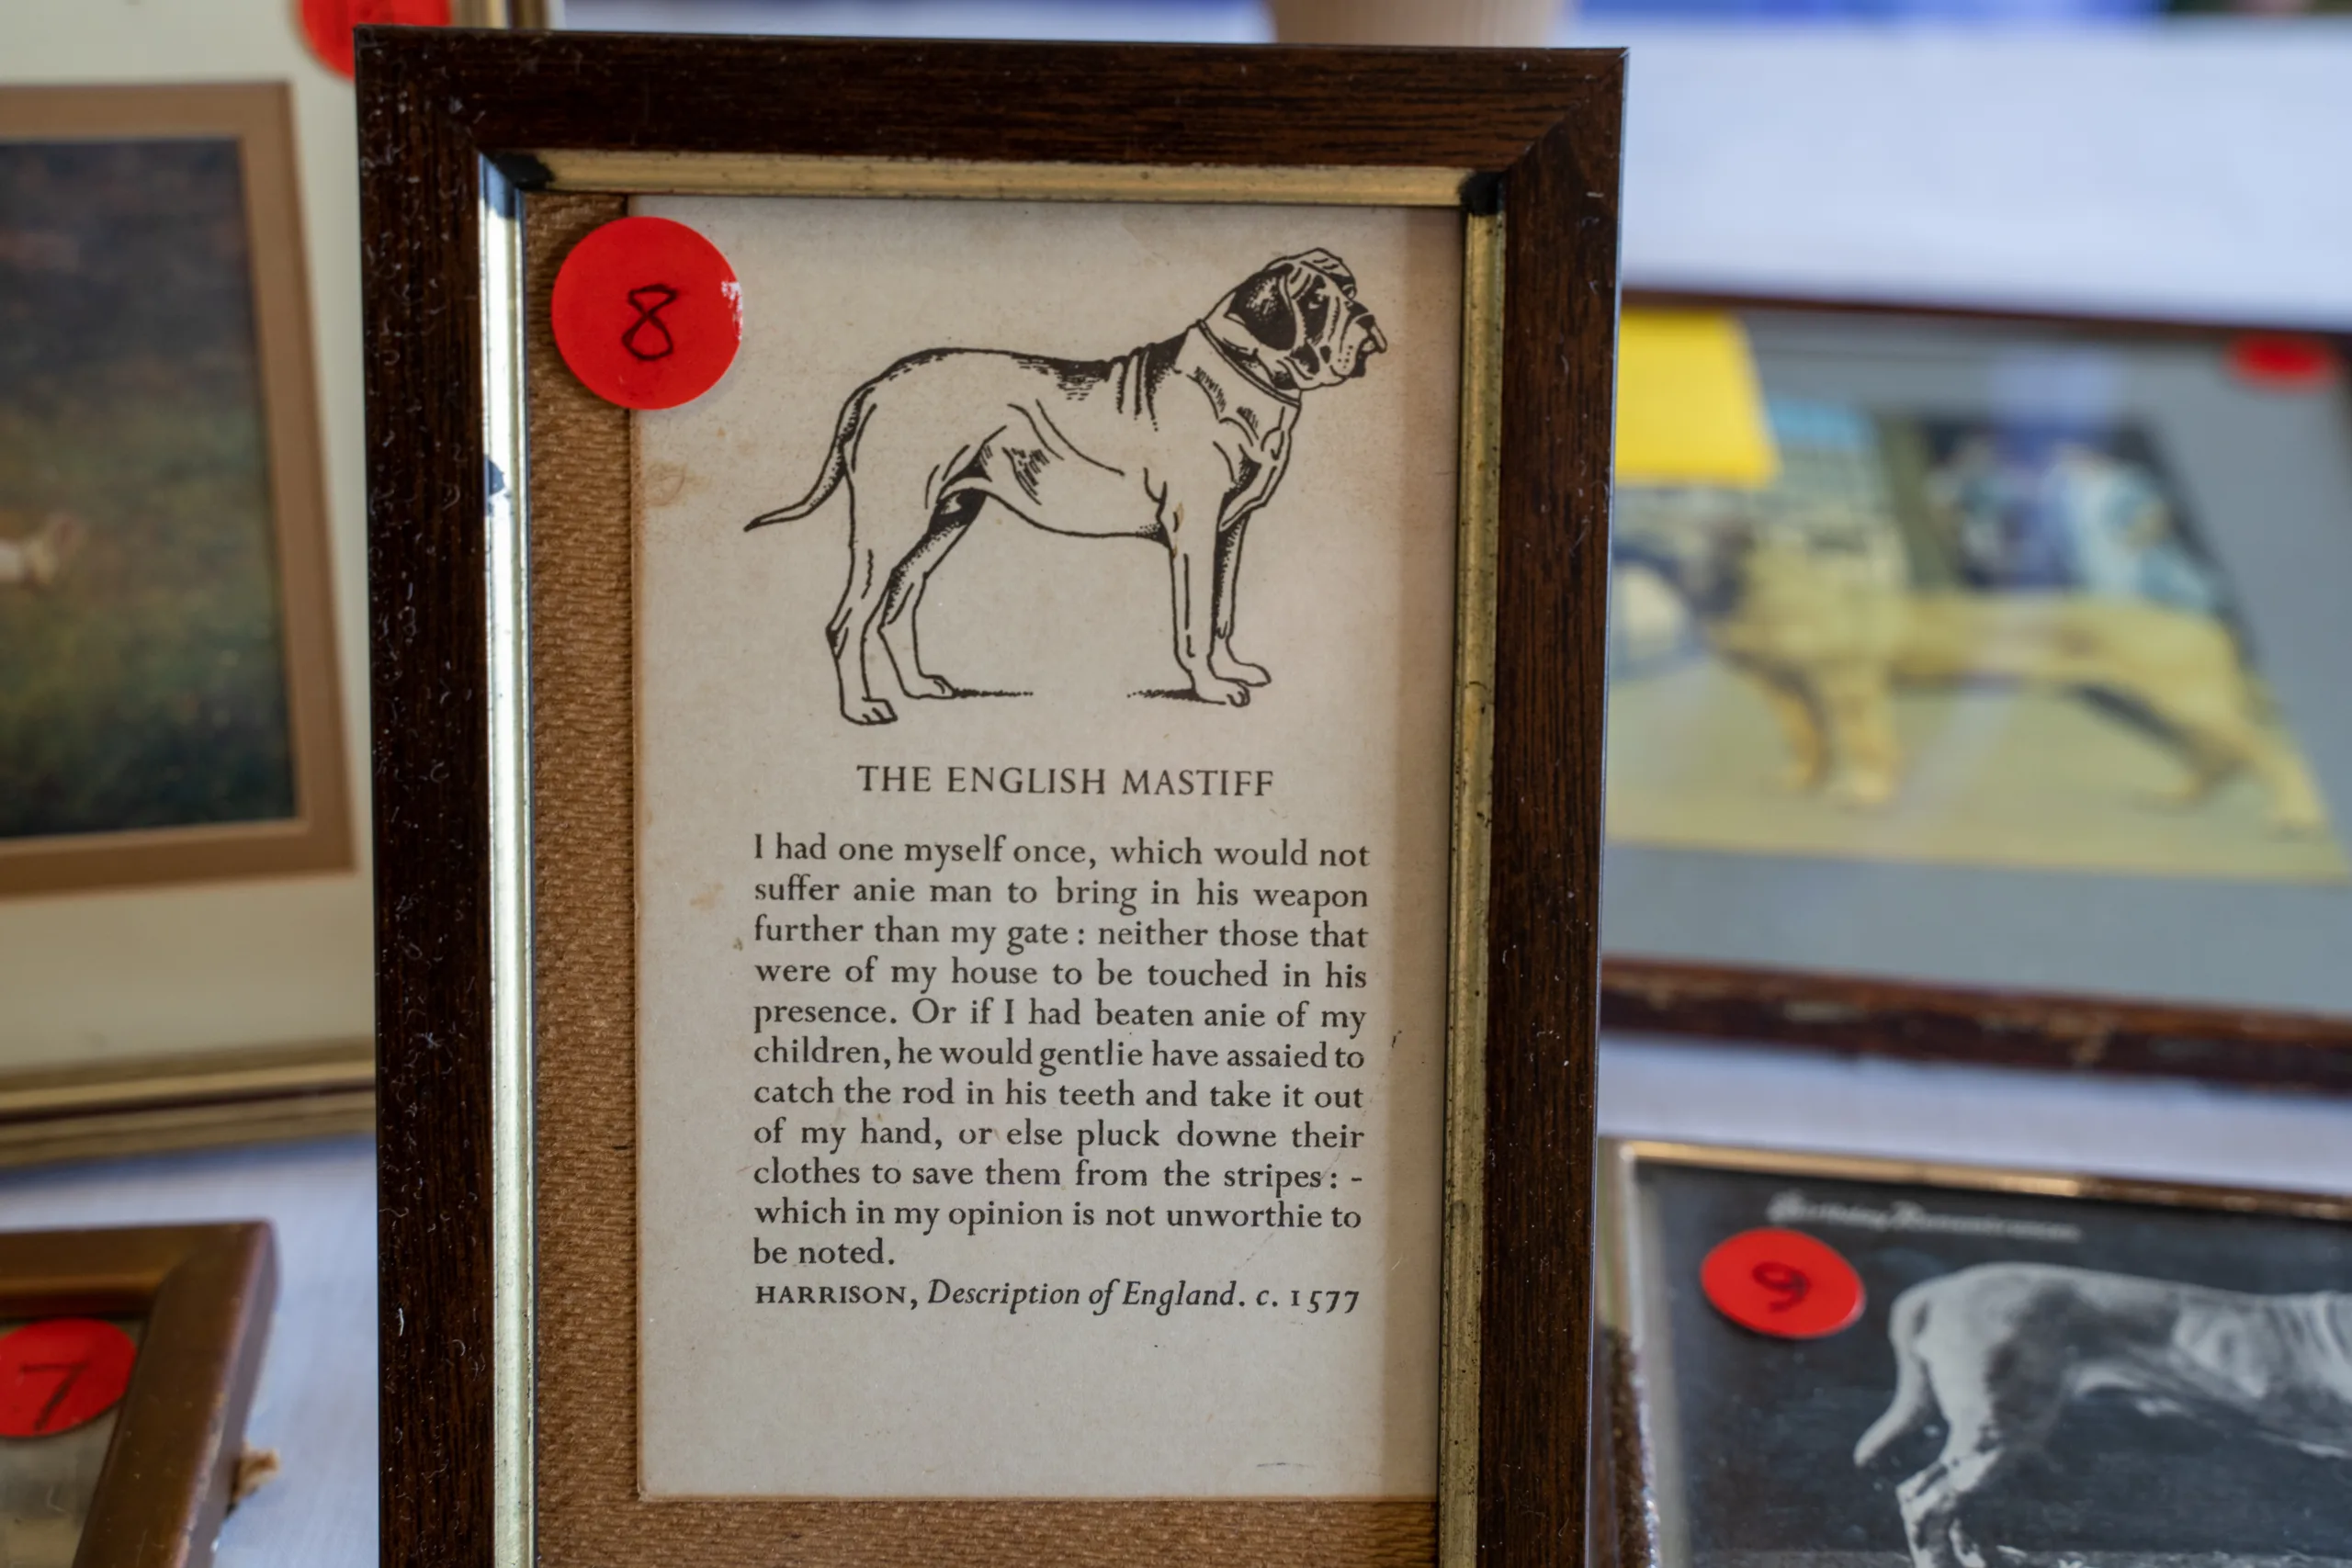 8
THE ENGLISH MASTIFF
I had one myself once, which would not
suffer anie man to bring in his weapon
further than my gate : neither those that
were of my house to be touched in his
presence. Or if I had beaten anie of my
children, he would gentlie have assaied to
catch the rod in his teeth and take it out
of my hand, or else pluck downe their
clothes to save them from the stripes : -
which in my opinion is not unworthie to
be noted.
HARRISON, Description of England. c. 1577
7
9